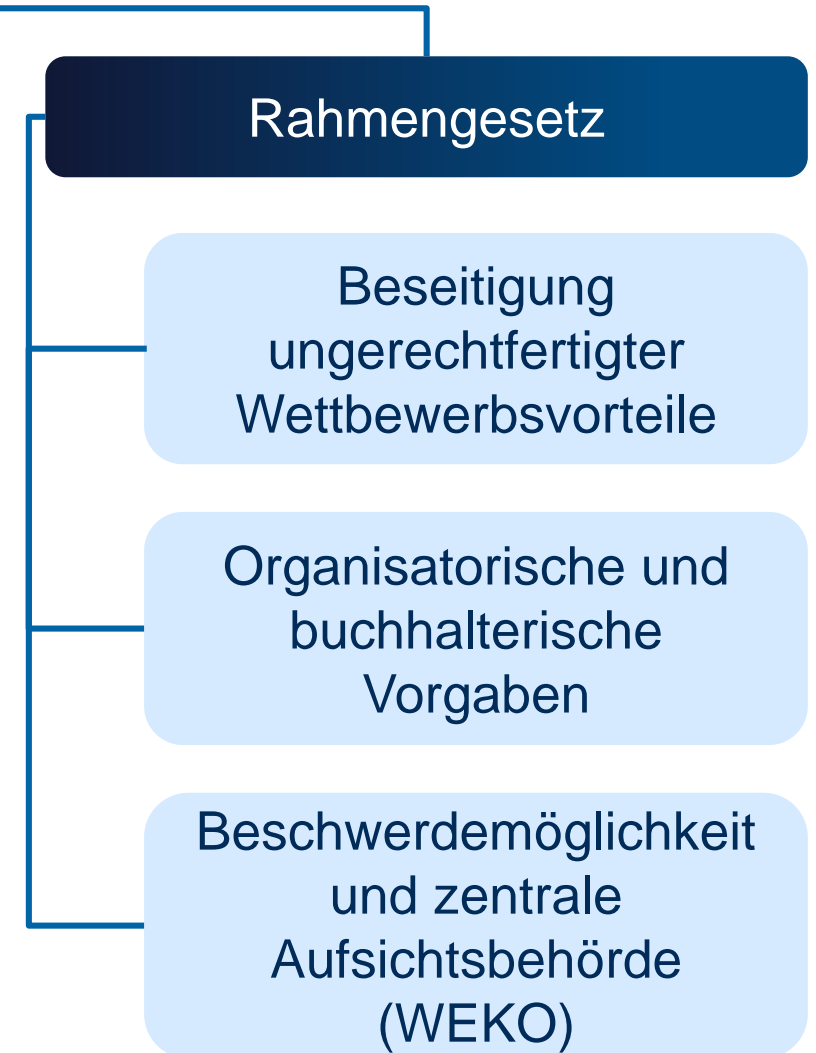 Rahmengesetz
Beseitigung
ungerechtfertigter
Wettbewerbsvorteile
Organisatorische und
buchhalterische
Vorgaben
Beschwerdemöglichkeit
und zentrale
Aufsichtsbehörde
(WEKO)